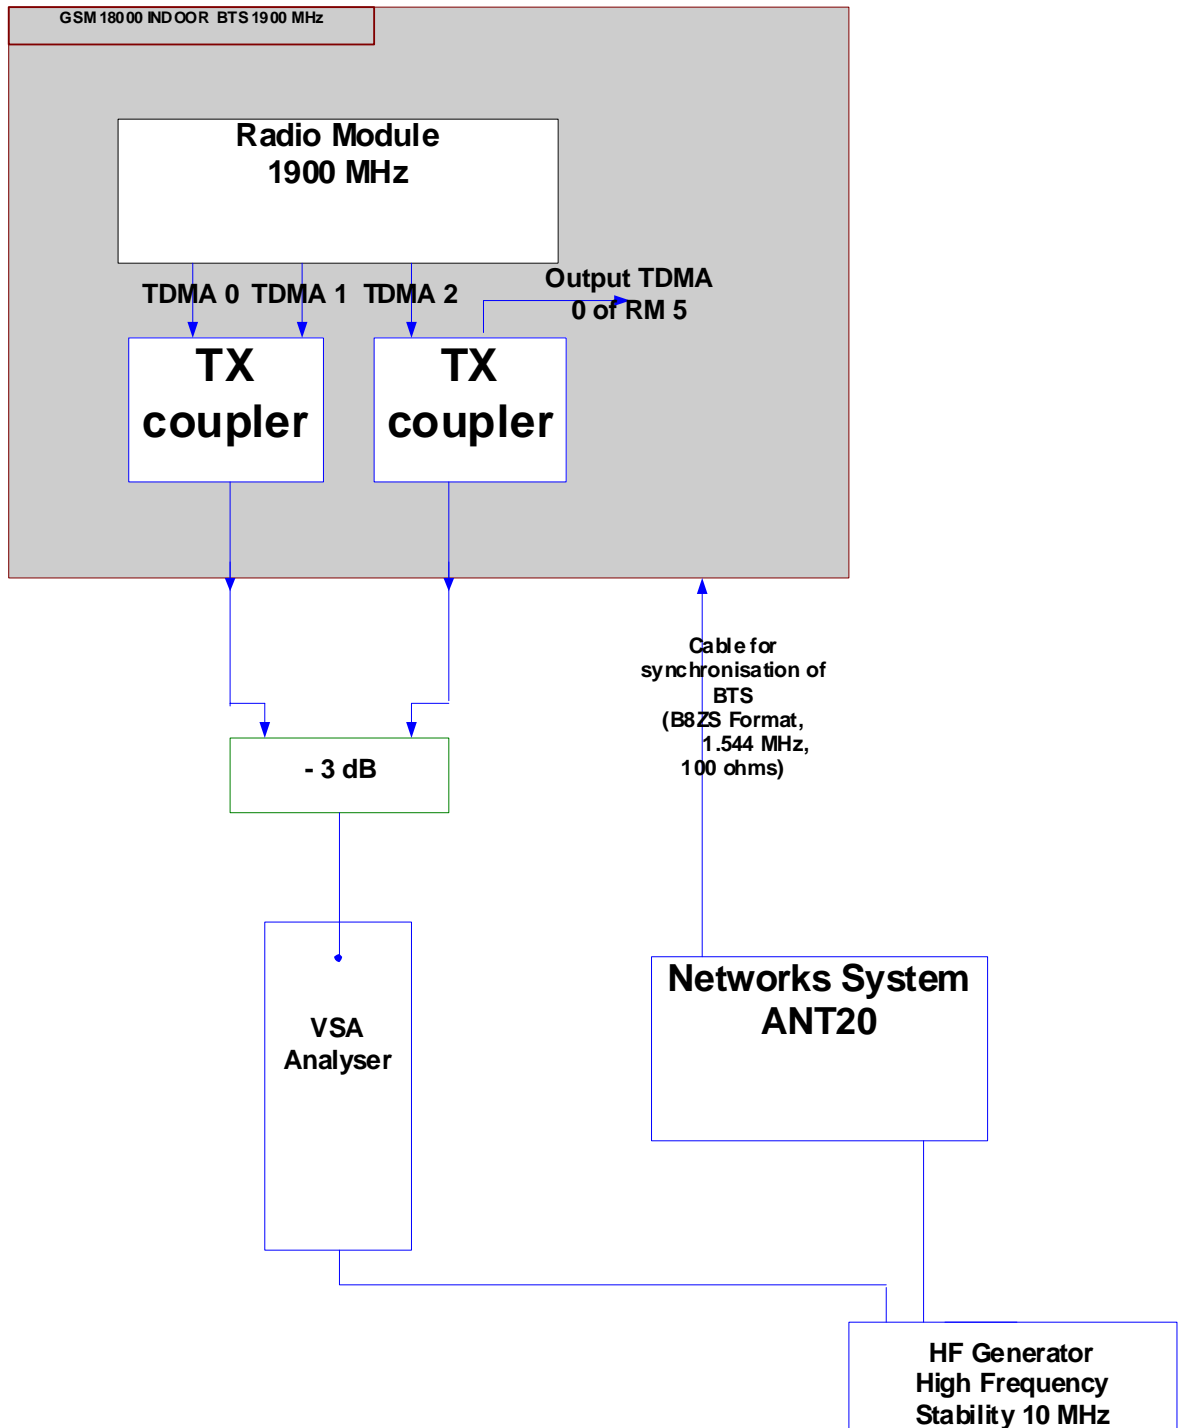 GSM 18000 INDOOR BTS 1900 MHz
Radio Module
1900 MHz
TDMA 0 TDMA 1 TDMA 2
Output TDMA
0 of RM 5
TX
coupler
TX
coupler
Cable for
synchronisation of
BTS
(B8ZS Format,
1.544 MHz,
100 ohms)
- 3 dB
VSA
Analyser
Networks System
ANT20
HF Generator
High Frequency
Stability 10 MHz